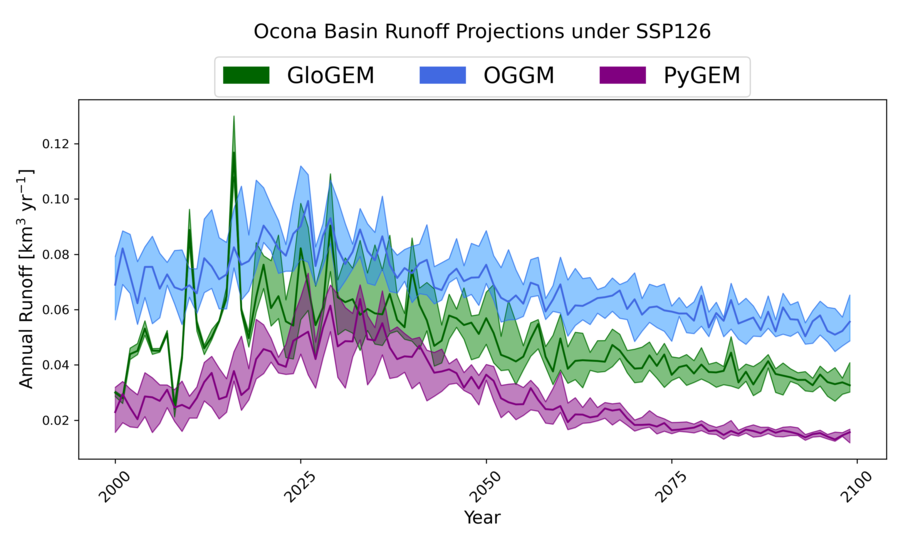 Ocona Basin Runoff Projections under SSP126
GloGEM OGGM PyGEM
Annual Runoff [km³ yr⁻¹]
0.12
0.10
0.08
0.06
0.04
0.02
2000 2025 2050 2075 2100
Year